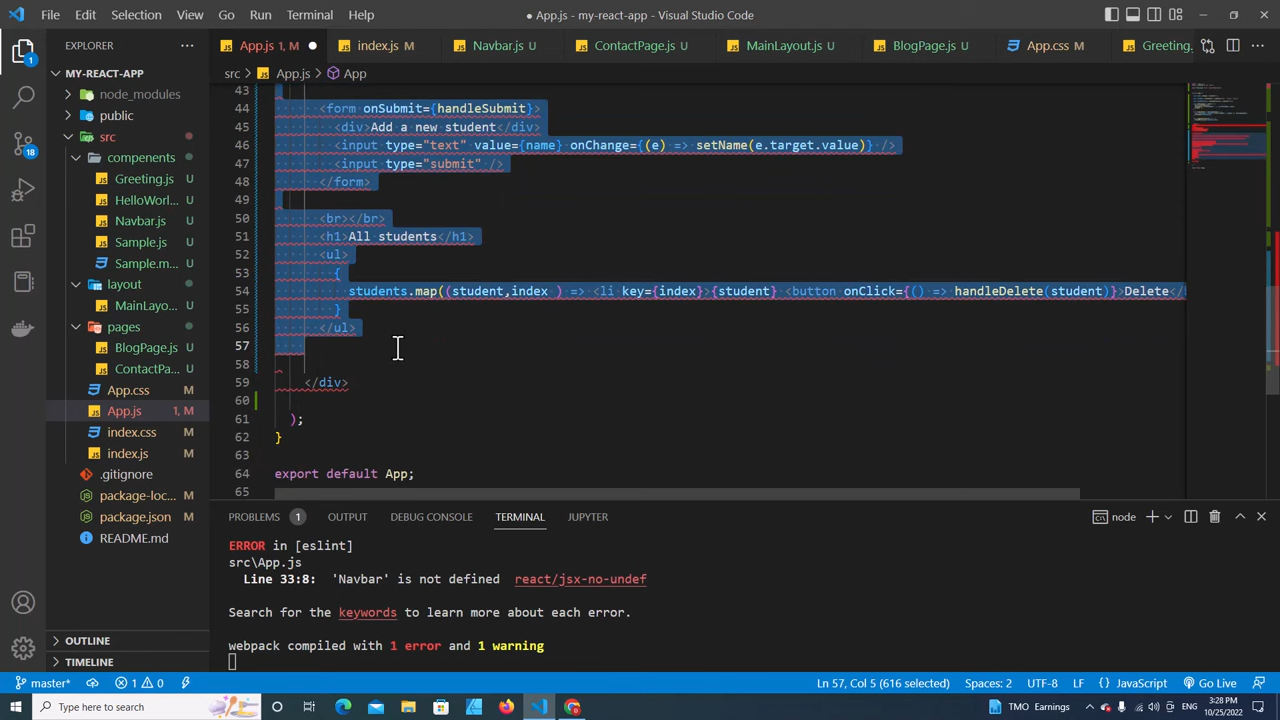 File Edit Selection View Go Run Terminal Help
● App.js - my-react-app - Visual Studio Code
EXPLORER
App.js 1, M
index.js M
Navbar.js U
ContactPage.js U
MainLayout.js U
BlogPage.js U
App.css M
Greeting.
src > App.js > App
MY-REACT-APP
node_modules
public
src
compenents
Greeting.js U
HelloWorl... U
Navbar.js U
Sample.js U
Sample.m... U
layout
MainLayo... U
pages
BlogPage.js U
ContactPa... U
App.css M
App.js 1, M
index.css M
index.js M
.gitignore
package-loc... M
package.json M
README.md
OUTLINE
TIMELINE
43
44 <form onSubmit={handleSubmit}>
45 <div>Add a new student</div>
46 <input type="text" value={name} onChange={(e) => setName(e.target.value)} />
47 <input type="submit" />
48 </form>
49
50 <br></br>
51 <h1>All students</h1>
52 <ul>
53 {
54 students.map((student,index ) => <li key={index}>{student} <button onClick={() => handleDelete(student)}>Delete</
55 }
56 </ul>
57
58
59 </div>
60
61 );
62 }
63
64 export default App;
65
PROBLEMS 1 OUTPUT DEBUG CONSOLE TERMINAL JUPYTER
node
ERROR in [eslint]
src\App.js
Line 33:8: 'Navbar' is not defined react/jsx-no-undef
Search for the keywords to learn more about each error.
webpack compiled with 1 error and 1 warning
1
18
master* 1 0 Ln 57, Col 5 (616 selected) Spaces: 2 UTF-8 LF {} JavaScript Go Live
Type here to search
TMO Earnings
3:28 PM
10/25/2022